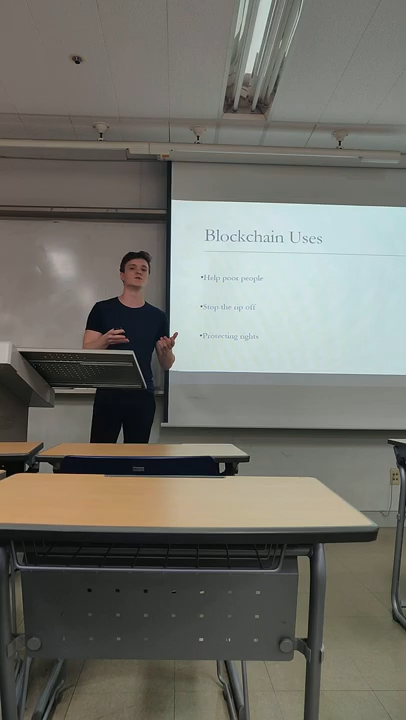 Blockchain Uses
•Help poor people
•Stop the rip off
•Protecting rights